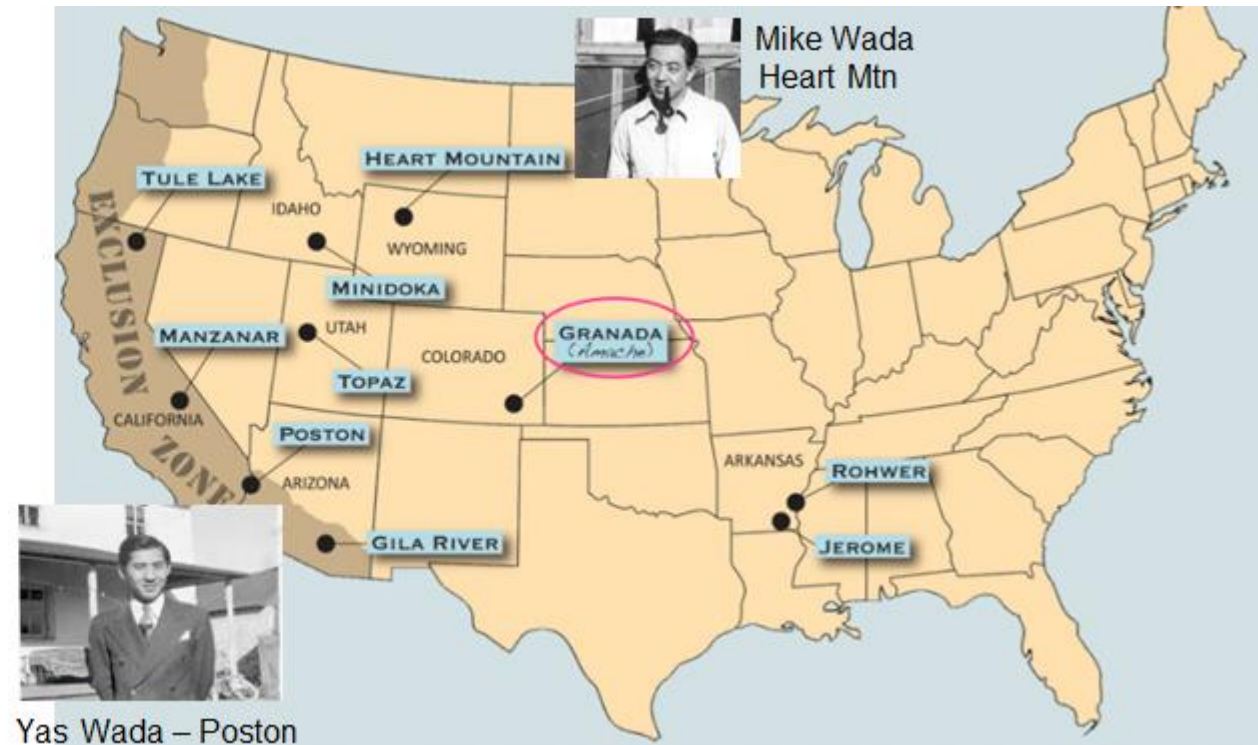 Mike Wada
Heart Mtn
HEART MOUNTAIN
TULE LAKE
IDAHO
WYOMING
EXCLUSION
ZONE
MINIDOKA
MANZANAR
UTAH
GRANADA
(Amache)
COLORADO
TOPAZ
CALIFORNIA
POSTON
ARIZONA
ARKANSAS
ROHWER
GILA RIVER
JEROME
Yas Wada – Poston